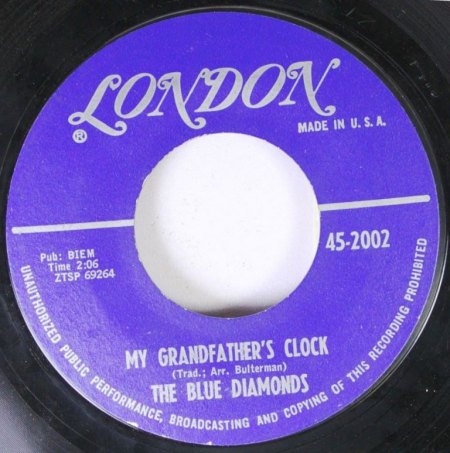 LONDON
®
MADE IN U. S. A.
45-2002
Pub: BIEM
Time 2:06
ZTSP 69264
MY GRANDFATHER'S CLOCK
(Trad.; Arr. Bulterman)
THE BLUE DIAMONDS
UNAUTHORIZED PUBLIC PERFORMANCE, BROADCASTING AND COPYING OF THIS RECORDING PROHIBITED